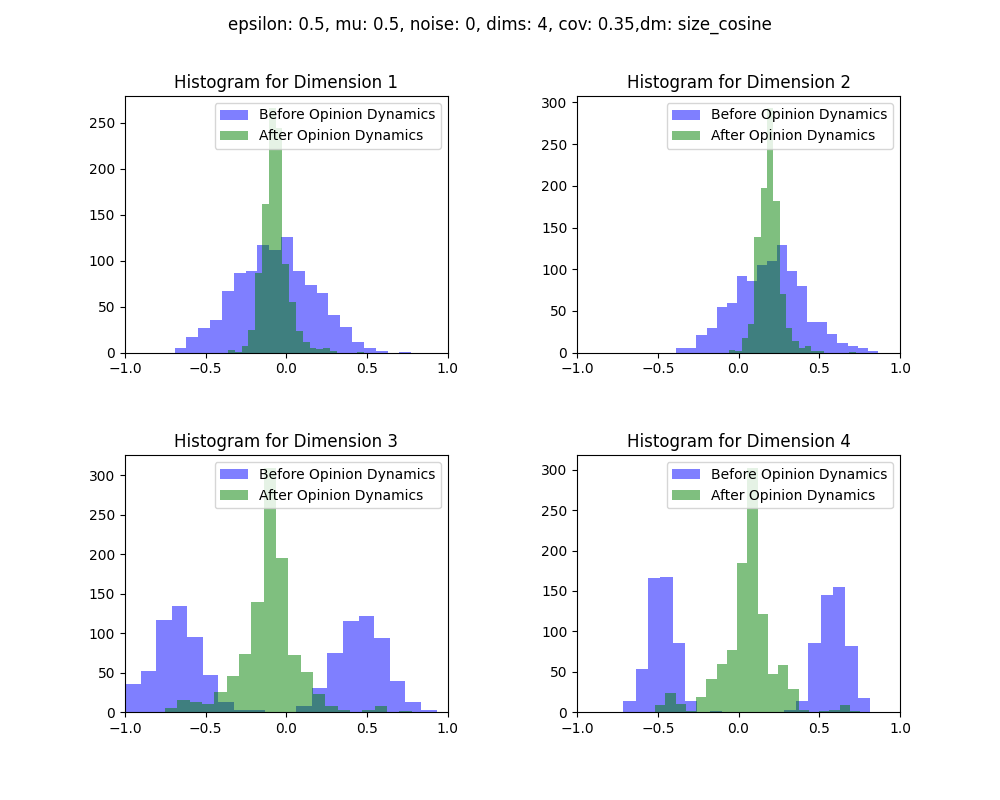 epsilon: 0.5, mu: 0.5, noise: 0, dims: 4, cov: 0.35,dm: size_cosine
Histogram for Dimension 1
Before Opinion Dynamics
After Opinion Dynamics
250
200
150
100
50
0
−1.0 −0.5 0.0 0.5 1.0
Histogram for Dimension 2
Before Opinion Dynamics
After Opinion Dynamics
300
250
200
150
100
50
0
−1.0 −0.5 0.0 0.5 1.0
Histogram for Dimension 3
Before Opinion Dynamics
After Opinion Dynamics
300
250
200
150
100
50
0
−1.0 −0.5 0.0 0.5 1.0
Histogram for Dimension 4
Before Opinion Dynamics
After Opinion Dynamics
300
250
200
150
100
50
0
−1.0 −0.5 0.0 0.5 1.0